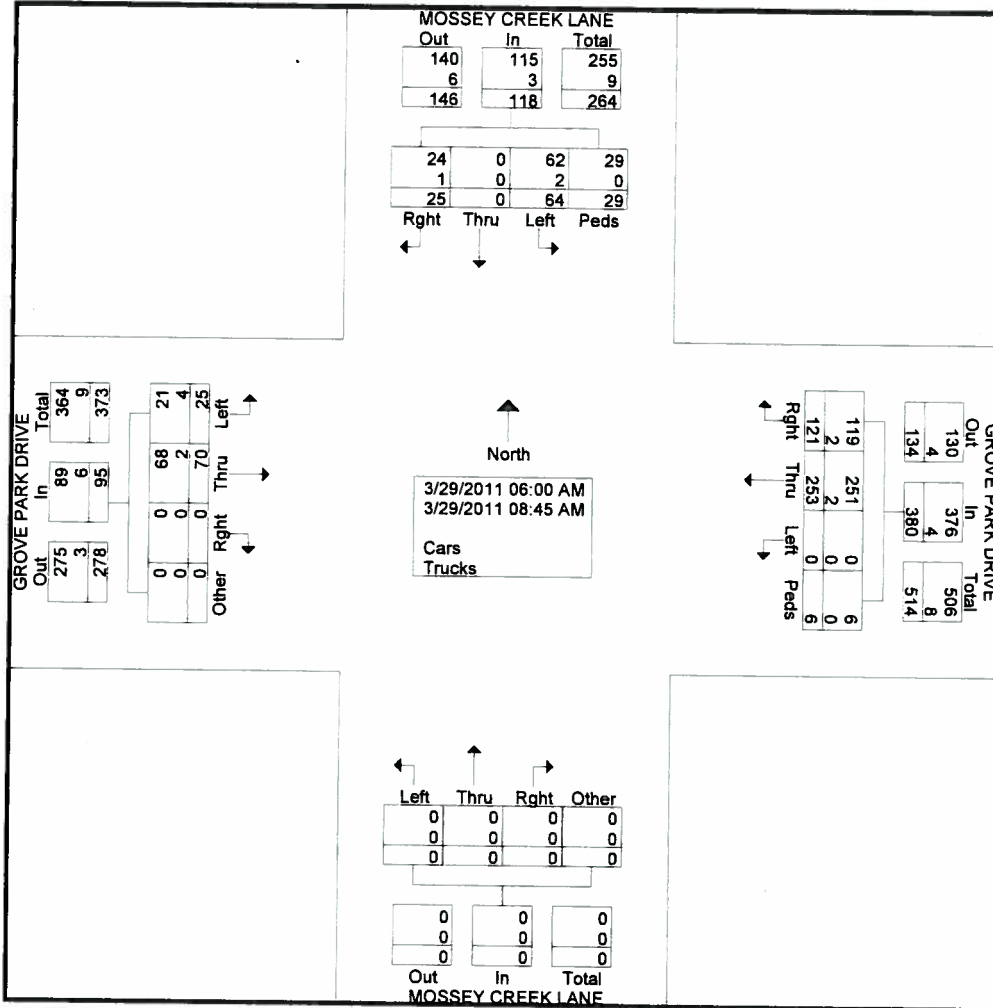 MOSSEY CREEK LANE
Out In Total
140 115 255
6 3 9
146 118 264
24 0 62 29
1 0 2 0
25 0 64 29
Rght Thru Left Peds
GROVE PARK DRIVE
Total In Out
364 89 275
9 6 3
373 95 278
21 68 0 0
4 2 0 0
25 70 0 0
Left Thru Rght Other
North
3/29/2011 06:00 AM
3/29/2011 08:45 AM
Cars
Trucks
Rght Thru Left Peds
119 251 0 6
2 2 0 0
121 253 0 6
GROVE PARK DRIVE
Out In Total
130 376 506
4 4 8
134 380 514
Left Thru Rght Other
0 0 0 0
0 0 0 0
0 0 0 0
0 0 0
0 0 0
0 0 0
Out In Total
MOSSEY CREEK LANE